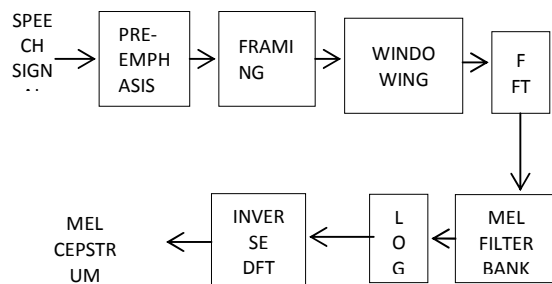 SPEE
CH
SIGN
PRE-
EMPH
ASIS
FRAMI
NG
WINDO
WING
F
FT
MEL
FILTER
BANK
L
O
G
INVER
SE
DFT
MEL
CEPSTR
UM